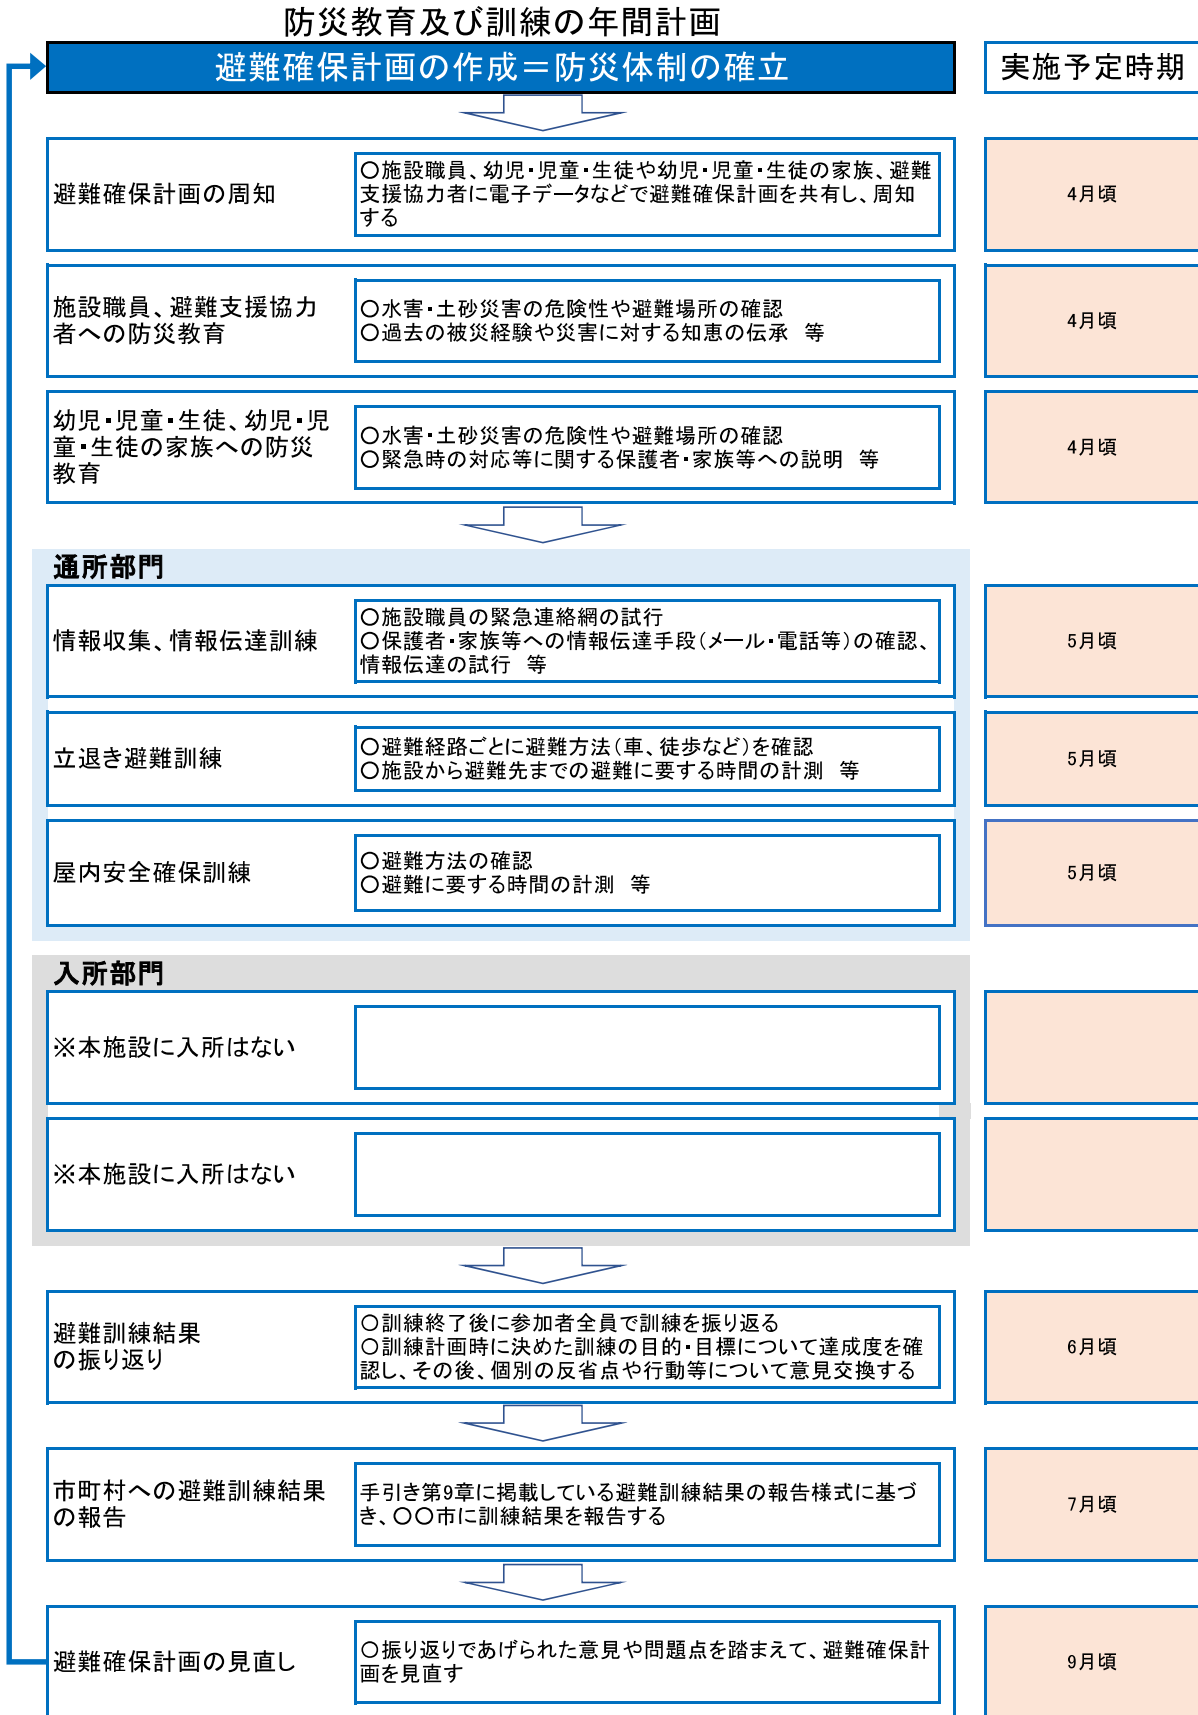 防災教育及び訓練の年間計画
避難確保計画の作成＝防災体制の確立
実施予定時期
避難確保計画の周知
○施設職員、幼児・児童・生徒や幼児・児童・生徒の家族、避難
支援協力者に電子データなどで避難確保計画を共有し、周知
する
4月頃
施設職員、避難支援協力
者への防災教育
○水害・土砂災害の危険性や避難場所の確認
○過去の被災経験や災害に対する知恵の伝承　等
4月頃
幼児・児童・生徒、幼児・児
童・生徒の家族への防災
教育
○水害・土砂災害の危険性や避難場所の確認
○緊急時の対応等に関する保護者・家族等への説明　等
4月頃
通所部門
情報収集、情報伝達訓練
○施設職員の緊急連絡網の試行
○保護者・家族等への情報伝達手段（メール・電話等）の確認、
情報伝達の試行　等
5月頃
立退き避難訓練
○避難経路ごとに避難方法（車、徒歩など）を確認
○施設から避難先までの避難に要する時間の計測　等
5月頃
屋内安全確保訓練
○避難方法の確認
○避難に要する時間の計測　等
5月頃
入所部門
※本施設に入所はない
※本施設に入所はない
避難訓練結果
の振り返り
○訓練終了後に参加者全員で訓練を振り返る
○訓練計画時に決めた訓練の目的・目標について達成度を確
認し、その後、個別の反省点や行動等について意見交換する
6月頃
市町村への避難訓練結果
の報告
手引き第9章に掲載している避難訓練結果の報告様式に基づ
き、○○市に訓練結果を報告する
7月頃
避難確保計画の見直し
○振り返りであげられた意見や問題点を踏まえて、避難確保計
画を見直す
9月頃